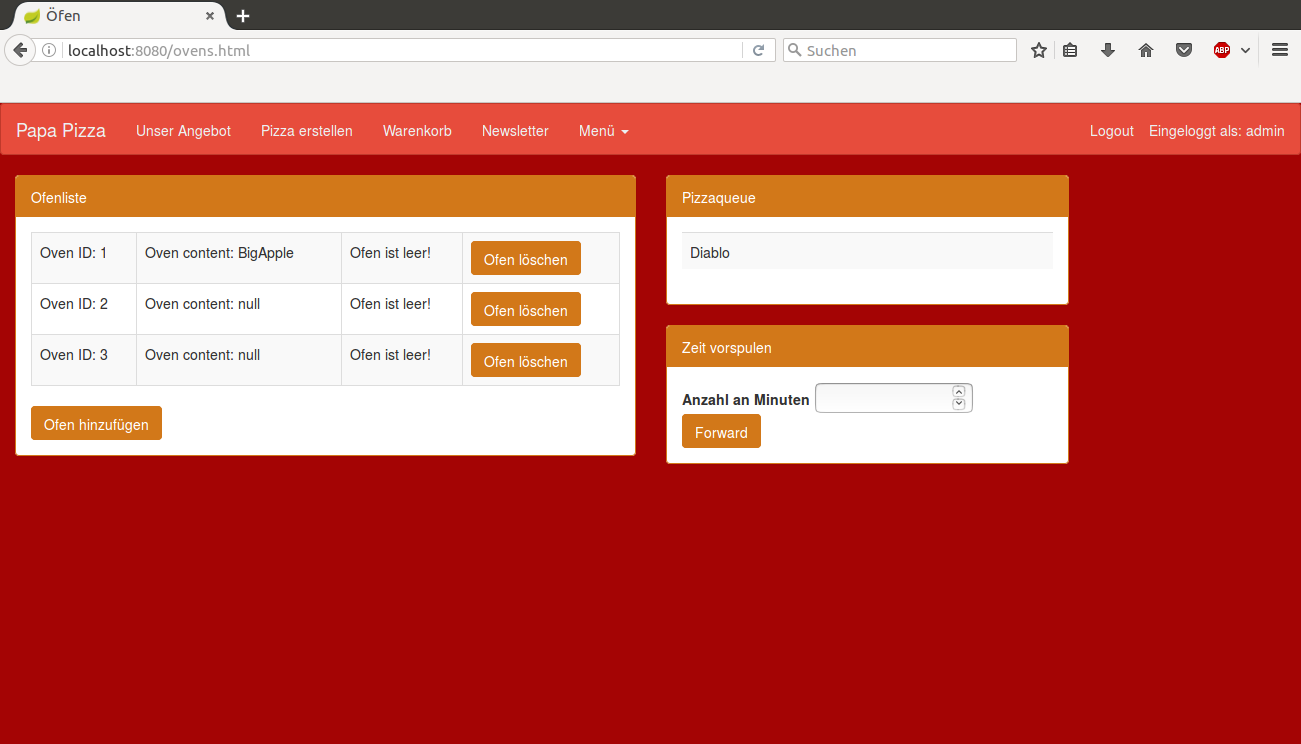 Öfen
localhost:8080/ovens.html
Suchen
ABP
Papa Pizza Unser Angebot Pizza erstellen Warenkorb Newsletter Menü Logout Eingeloggt als: admin
Ofenliste
Oven ID: 1 Oven content: BigApple Ofen ist leer! Ofen löschen
Oven ID: 2 Oven content: null Ofen ist leer! Ofen löschen
Oven ID: 3 Oven content: null Ofen ist leer! Ofen löschen
Ofen hinzufügen
Pizzaqueue
Diablo
Zeit vorspulen
Anzahl an Minuten
Forward